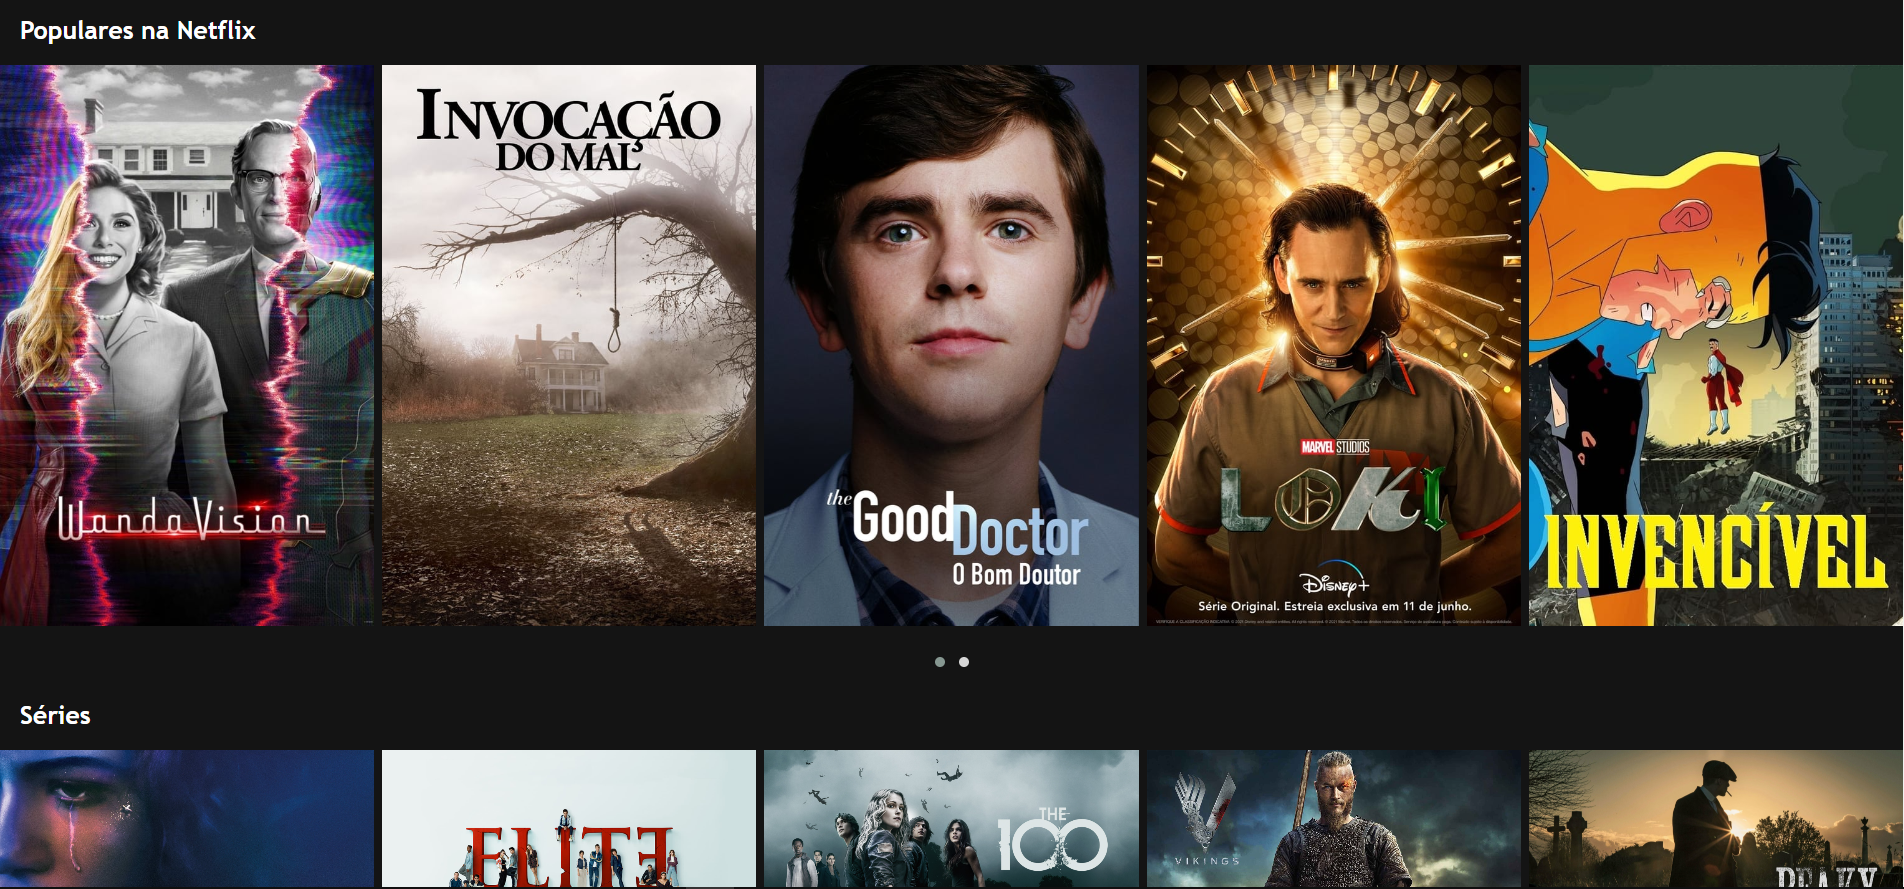 Populares na Netflix
WandaVision
INVOCAÇÃO
DO MAL
the Good Doctor
O Bom Doutor
MARVEL STUDIOS
LOKI
Disney+
Série Original. Estreia exclusiva em 11 de junho.
INVENCÍVEL
Séries
ELITE
THE
100
VIKINGS
PEAKY